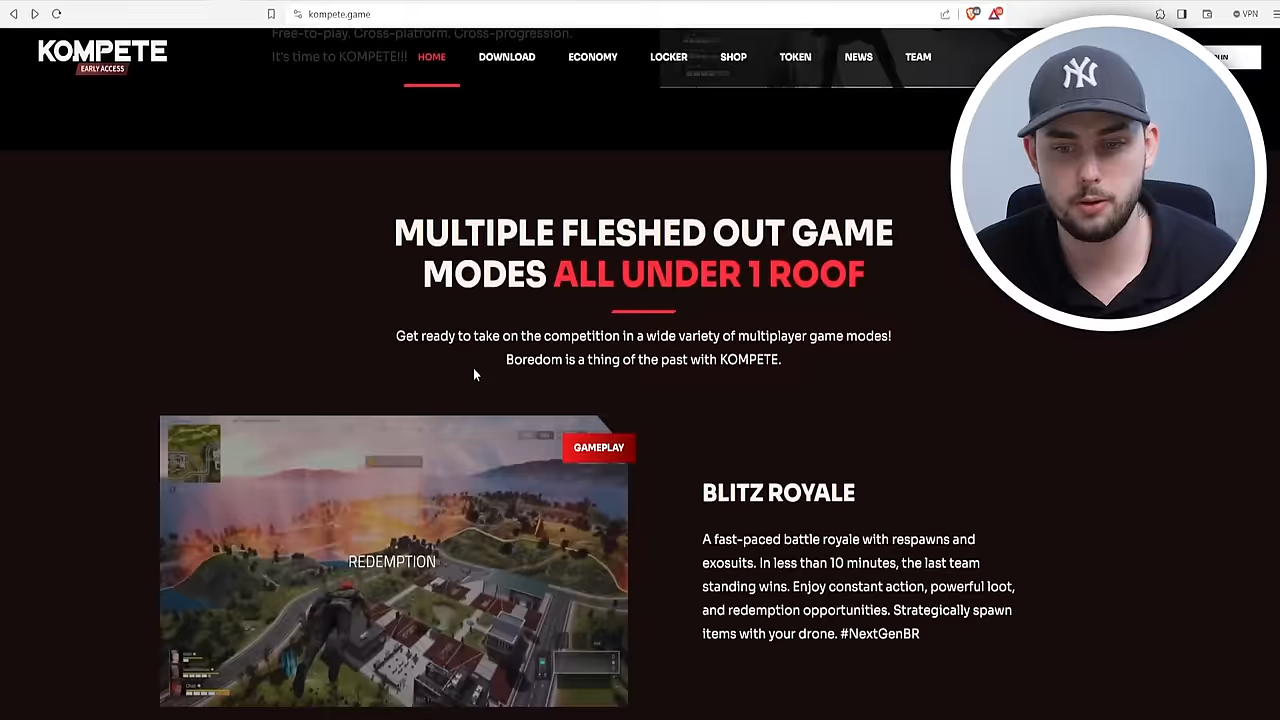 kompete.game
VPN
Free-to-play. Cross-platform. Cross-progression.
It's time to KOMPETE!!!
KOMPETE
EARLY ACCESS
HOME
DOWNLOAD
ECONOMY
LOCKER
SHOP
TOKEN
NEWS
TEAM
IN
MULTIPLE FLESHED OUT GAME
MODES ALL UNDER 1 ROOF
Get ready to take on the competition in a wide variety of multiplayer game modes!
Boredom is a thing of the past with KOMPETE.
GAMEPLAY
REDEMPTION
BLITZ ROYALE
A fast-paced battle royale with respawns and
exosuits. In less than 10 minutes, the last team
standing wins. Enjoy constant action, powerful loot,
and redemption opportunities. Strategically spawn
items with your drone. #NextGenBR